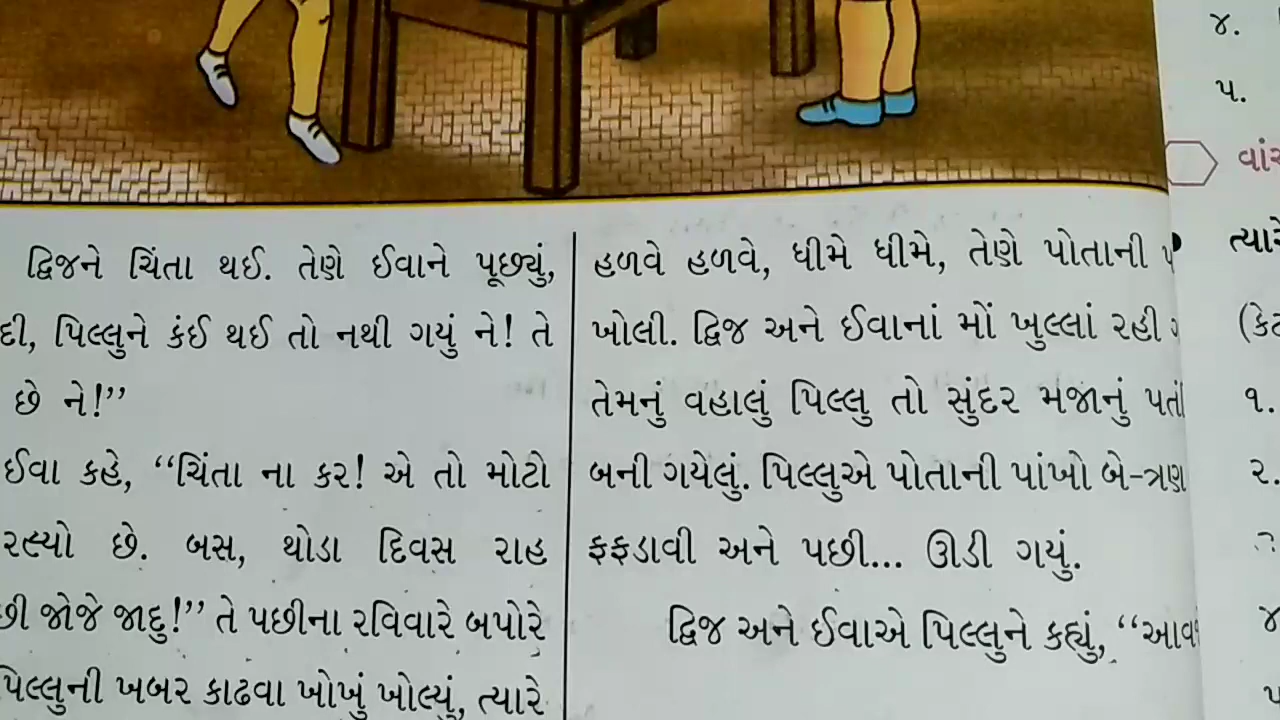 દ્વિજને ચિંતા થઈ. તેણે ઈવાને પૂછ્યું,
દી, પિલ્લુને કંઈ થઈ તો નથી ગયું ને! તે
છે ને!”
ઈવા કહે, “ચિંતા ના કર! એ તો મોટો
રહ્યો છે. બસ, થોડા દિવસ રાહ
છી જોજે જાદુ!” તે પછીના રવિવારે બપોરે
પિલ્લુની ખબર કાઢવા ખોખું ખોલ્યું, ત્યારે
હળવે હળવે, ધીમે ધીમે, તેણે પોતાની
ખોલી. દ્વિજ અને ઈવાનાં મોં ખુલ્લાં રહી
તેમનું વહાલું પિલ્લુ તો સુંદર મજાનું પતં
બની ગયેલું. પિલ્લુએ પોતાની પાંખો બે-ત્રણ
ફફડાવી અને પછી... ઊડી ગયું.
દ્વિજ અને ઈવાએ પિલ્લુને કહ્યું, “આવ
૪.
૫.
વાંચ
ત્યારે
(કેટ
૧.
૨.
૪